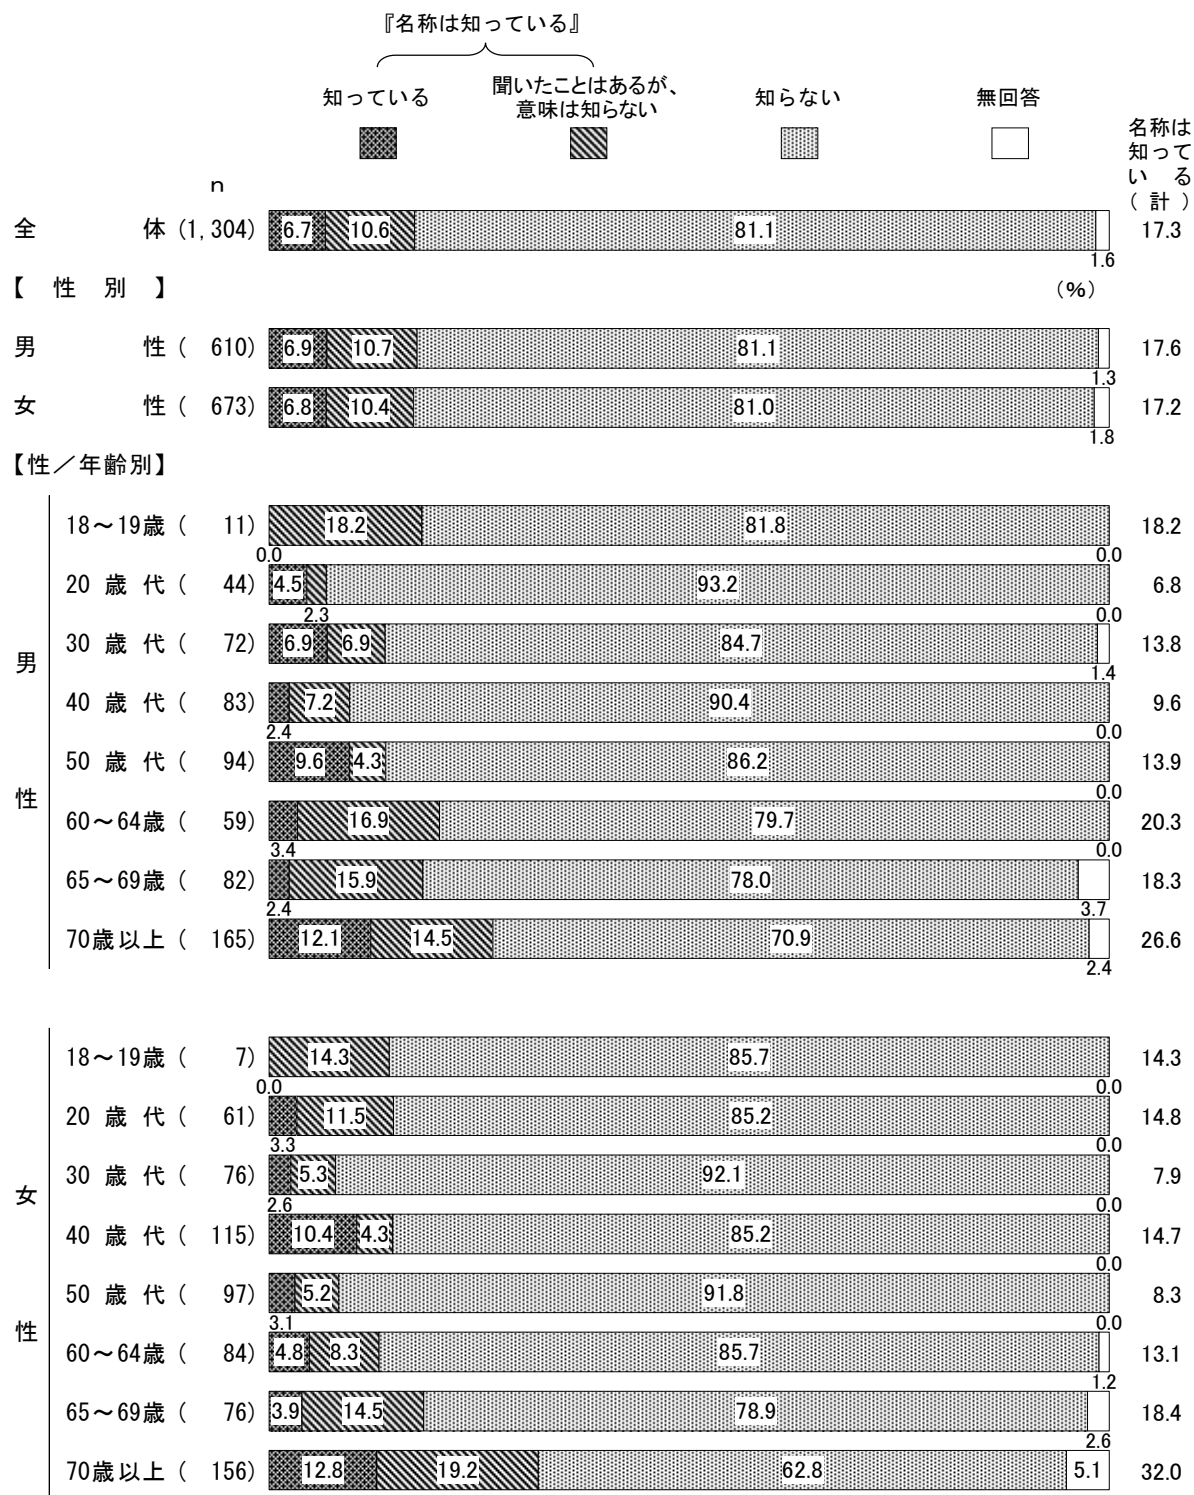 『名称は知っている』
知っている 聞いたことはあるが、 知らない 無回答
意味は知らない
名称は
知って
い る
(計)
n
全 体 (1,304) 6.7 10.6 81.1 17.3
1.6
【 性 別 】 (%)
男 性 ( 610) 6.9 10.7 81.1 17.6
1.3
女 性 ( 673) 6.8 10.4 81.0 17.2
1.8
【性/年齢別】
男性
18~19歳 ( 11) 18.2 81.8 18.2
0.0 0.0
20 歳 代 ( 44) 4.5 93.2 6.8
2.3 0.0
30 歳 代 ( 72) 6.9 6.9 84.7 13.8
1.4
40 歳 代 ( 83) 7.2 90.4 9.6
2.4 0.0
50 歳 代 ( 94) 9.6 4.3 86.2 13.9
0.0
60~64歳 ( 59) 16.9 79.7 20.3
3.4 0.0
65~69歳 ( 82) 15.9 78.0 18.3
2.4 3.7
70歳以上 ( 165) 12.1 14.5 70.9 26.6
2.4
女性
18~19歳 ( 7) 14.3 85.7 14.3
0.0 0.0
20 歳 代 ( 61) 11.5 85.2 14.8
3.3 0.0
30 歳 代 ( 76) 5.3 92.1 7.9
2.6 0.0
40 歳 代 ( 115) 10.4 4.3 85.2 14.7
0.0
50 歳 代 ( 97) 5.2 91.8 8.3
3.1 0.0
60~64歳 ( 84) 4.8 8.3 85.7 13.1
1.2
65~69歳 ( 76) 3.9 14.5 78.9 18.4
2.6
70歳以上 ( 156) 12.8 19.2 62.8 5.1 32.0